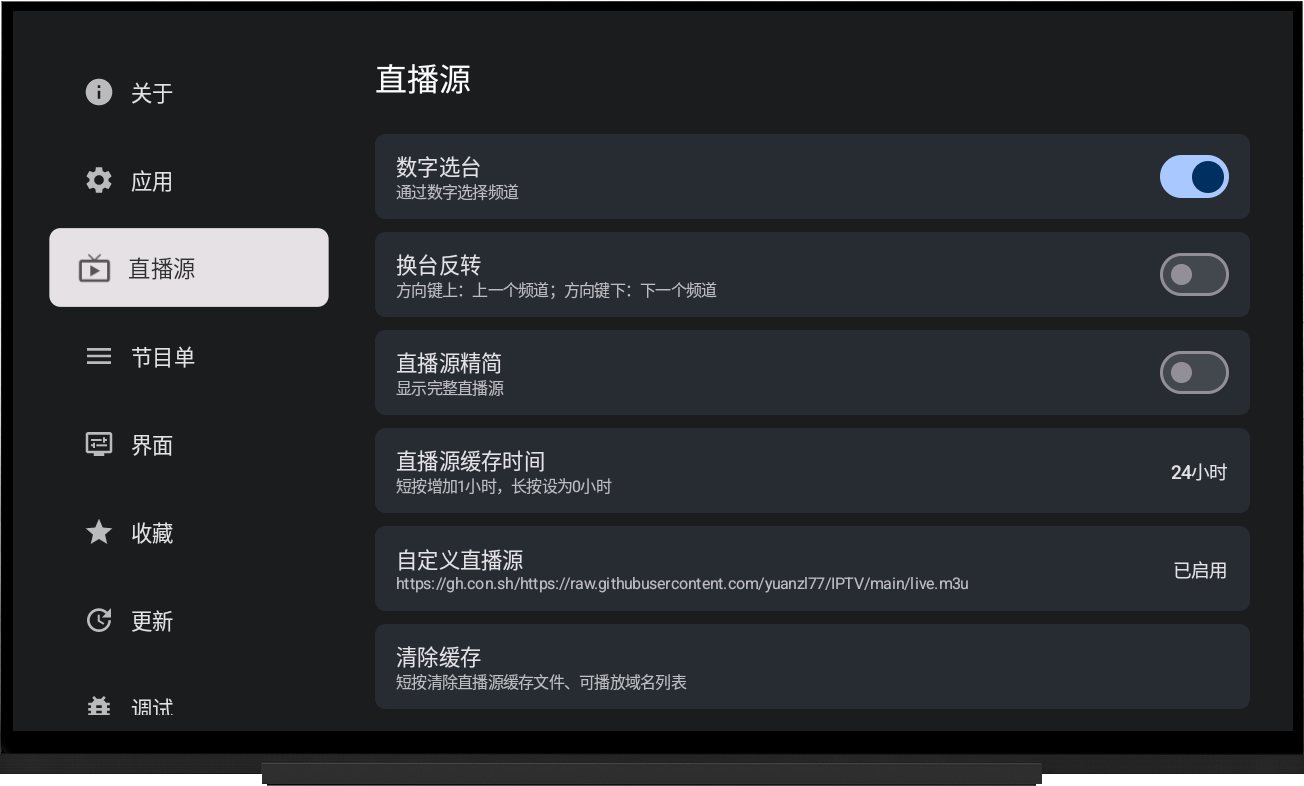 关于
应用
直播源
节目单
界面
收藏
更新
调试
直播源
数字选台
通过数字选择频道
换台反转
方向键上：上一个频道；方向键下：下一个频道
直播源精简
显示完整直播源
直播源缓存时间
短按增加1小时，长按设为0小时
24小时
自定义直播源
https://gh.con.sh/https://raw.githubusercontent.com/yuanzl77/IPTV/main/live.m3u
已启用
清除缓存
短按清除直播源缓存文件、可播放域名列表